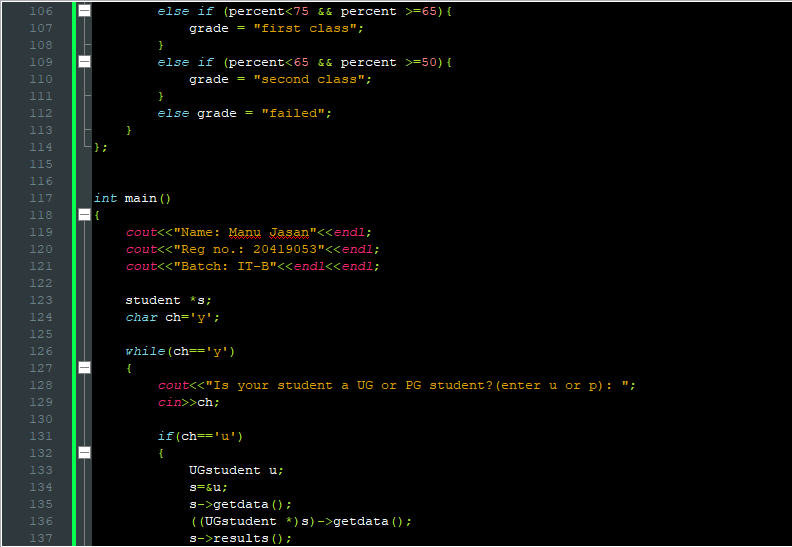 106 else if (percent<75 && percent >=65){
107 grade = "first class";
108 }
109 else if (percent<65 && percent >=50){
110 grade = "second class";
111 }
112 else grade = "failed";
113 }
114 };
115
116
117 int main()
118 {
119 cout<<"Name: Manu Jasan"<<endl;
120 cout<<"Reg no.: 20419053"<<endl;
121 cout<<"Batch: IT-B"<<endl<<endl;
122
123 student *s;
124 char ch='y';
125
126 while(ch=='y')
127 {
128 cout<<"Is your student a UG or PG student?(enter u or p): ";
129 cin>>ch;
130
131 if(ch=='u')
132 {
133 UGstudent u;
134 s=&u;
135 s->getdata();
136 ((UGstudent *)s)->getdata();
137 s->results();